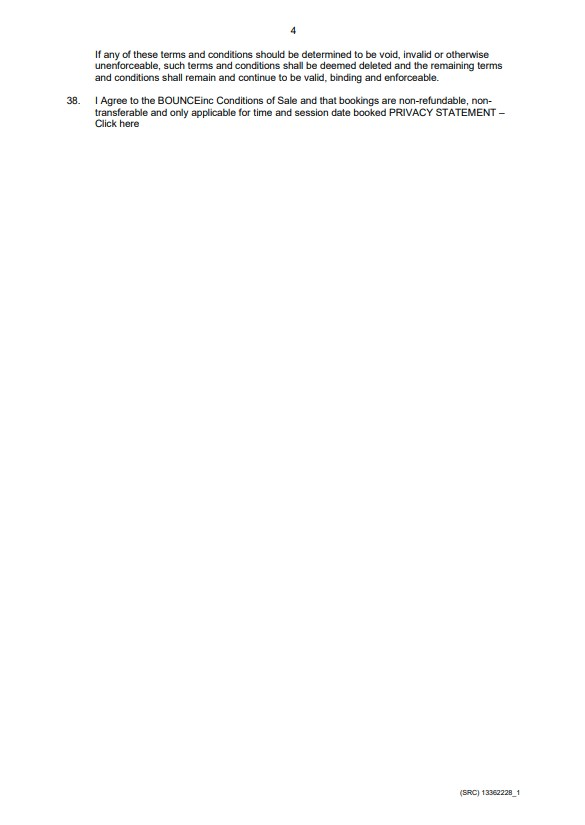 4
If any of these terms and conditions should be determined to be void, invalid or otherwise
unenforceable, such terms and conditions shall be deemed deleted and the remaining terms
and conditions shall remain and continue to be valid, binding and enforceable.
38. I Agree to the BOUNCEinc Conditions of Sale and that bookings are non-refundable, non-
transferable and only applicable for time and session date booked PRIVACY STATEMENT –
Click here
(SRC) 13362228_1